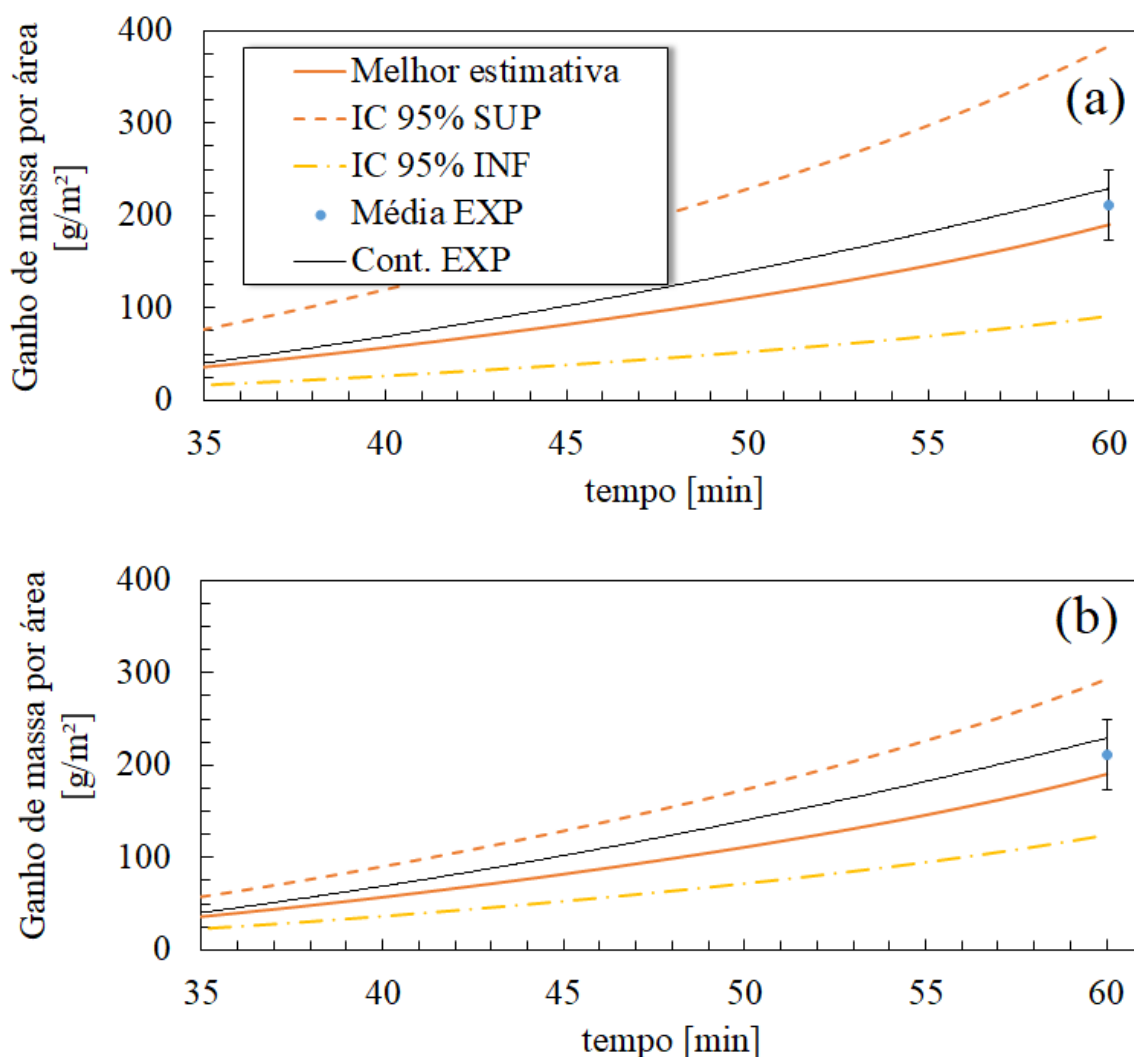 Ganho de massa por área
[g/m²]
400
300
200
100
0
Melhor estimativa
IC 95% SUP
IC 95% INF
Média EXP
Cont. EXP
(a)
35 40 45 50 55 60
tempo [min]
Ganho de massa por área
[g/m²]
400
300
200
100
0
(b)
35 40 45 50 55 60
tempo [min]